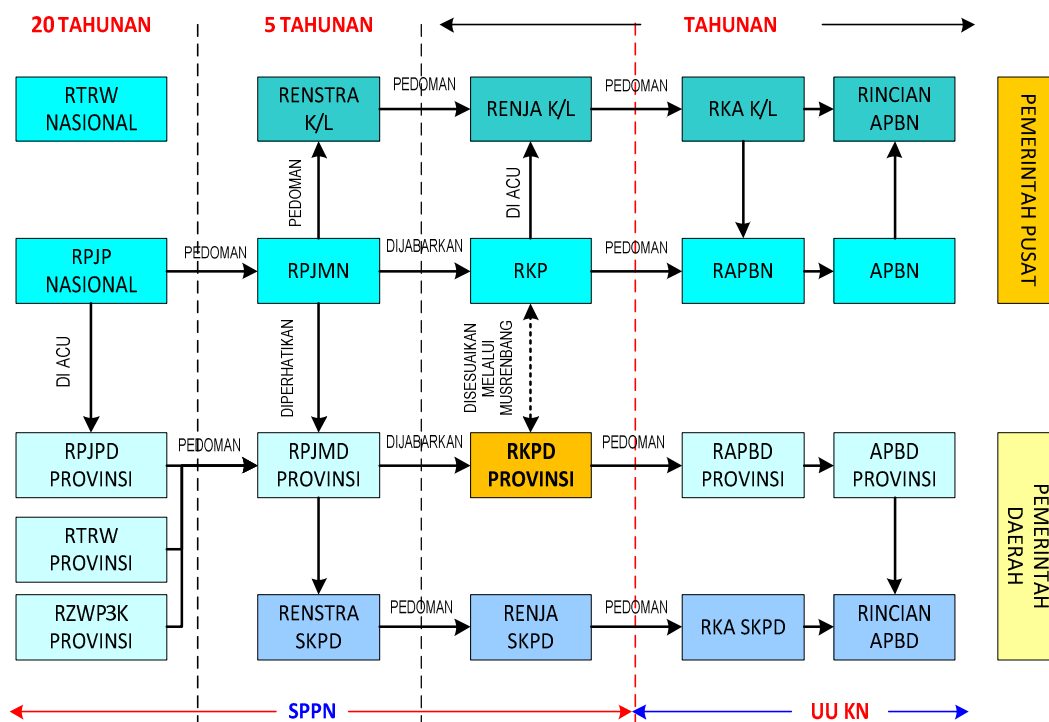 20 TAHUNAN
5 TAHUNAN
TAHUNAN
RTRW
NASIONAL
RENSTRA
K/L
PEDOMAN
RENJA K/L
PEDOMAN
RKA K/L
RINCIAN
APBN
PEMERINTAH PUSAT
PEDOMAN
DI ACU
RPJP
NASIONAL
PEDOMAN
RPJMN
DIJABARKAN
RKP
PEDOMAN
RAPBN
APBN
DI ACU
DIPERHATIKAN
DISESUAIKAN
MELALUI
MUSRENBANG
RPJPD
PROVINSI
PEDOMAN
RPJMD
PROVINSI
DIJABARKAN
RKPD
PROVINSI
PEDOMAN
RAPBD
PROVINSI
APBD
PROVINSI
PEMERINTAH
DAERAH
RTRW
PROVINSI
RZWP3K
PROVINSI
RENSTRA
SKPD
PEDOMAN
RENJA
SKPD
PEDOMAN
RKA SKPD
RINCIAN
APBD
SPPN
UU KN